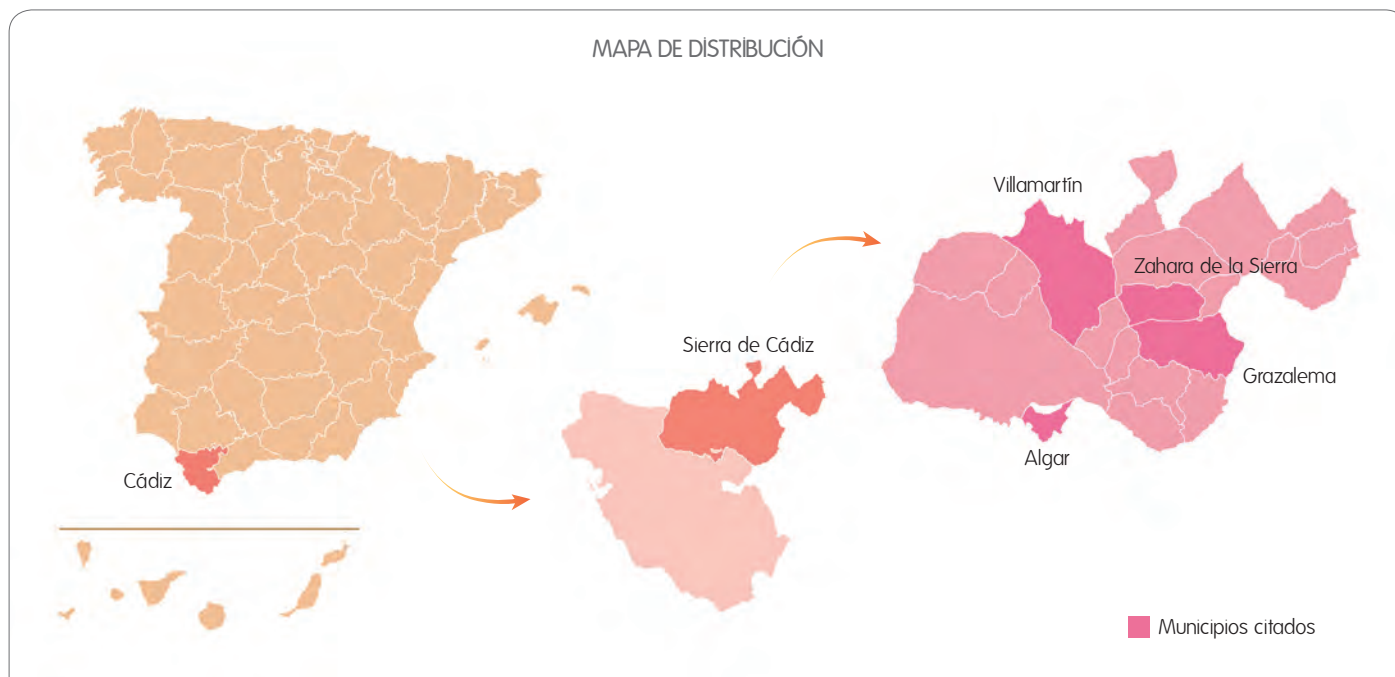 MAPA DE DISTRIBUCIÓN
Villamartín
Zahara de la Sierra
Sierra de Cádiz
Grazalema
Algar
Cádiz
Municipios citados